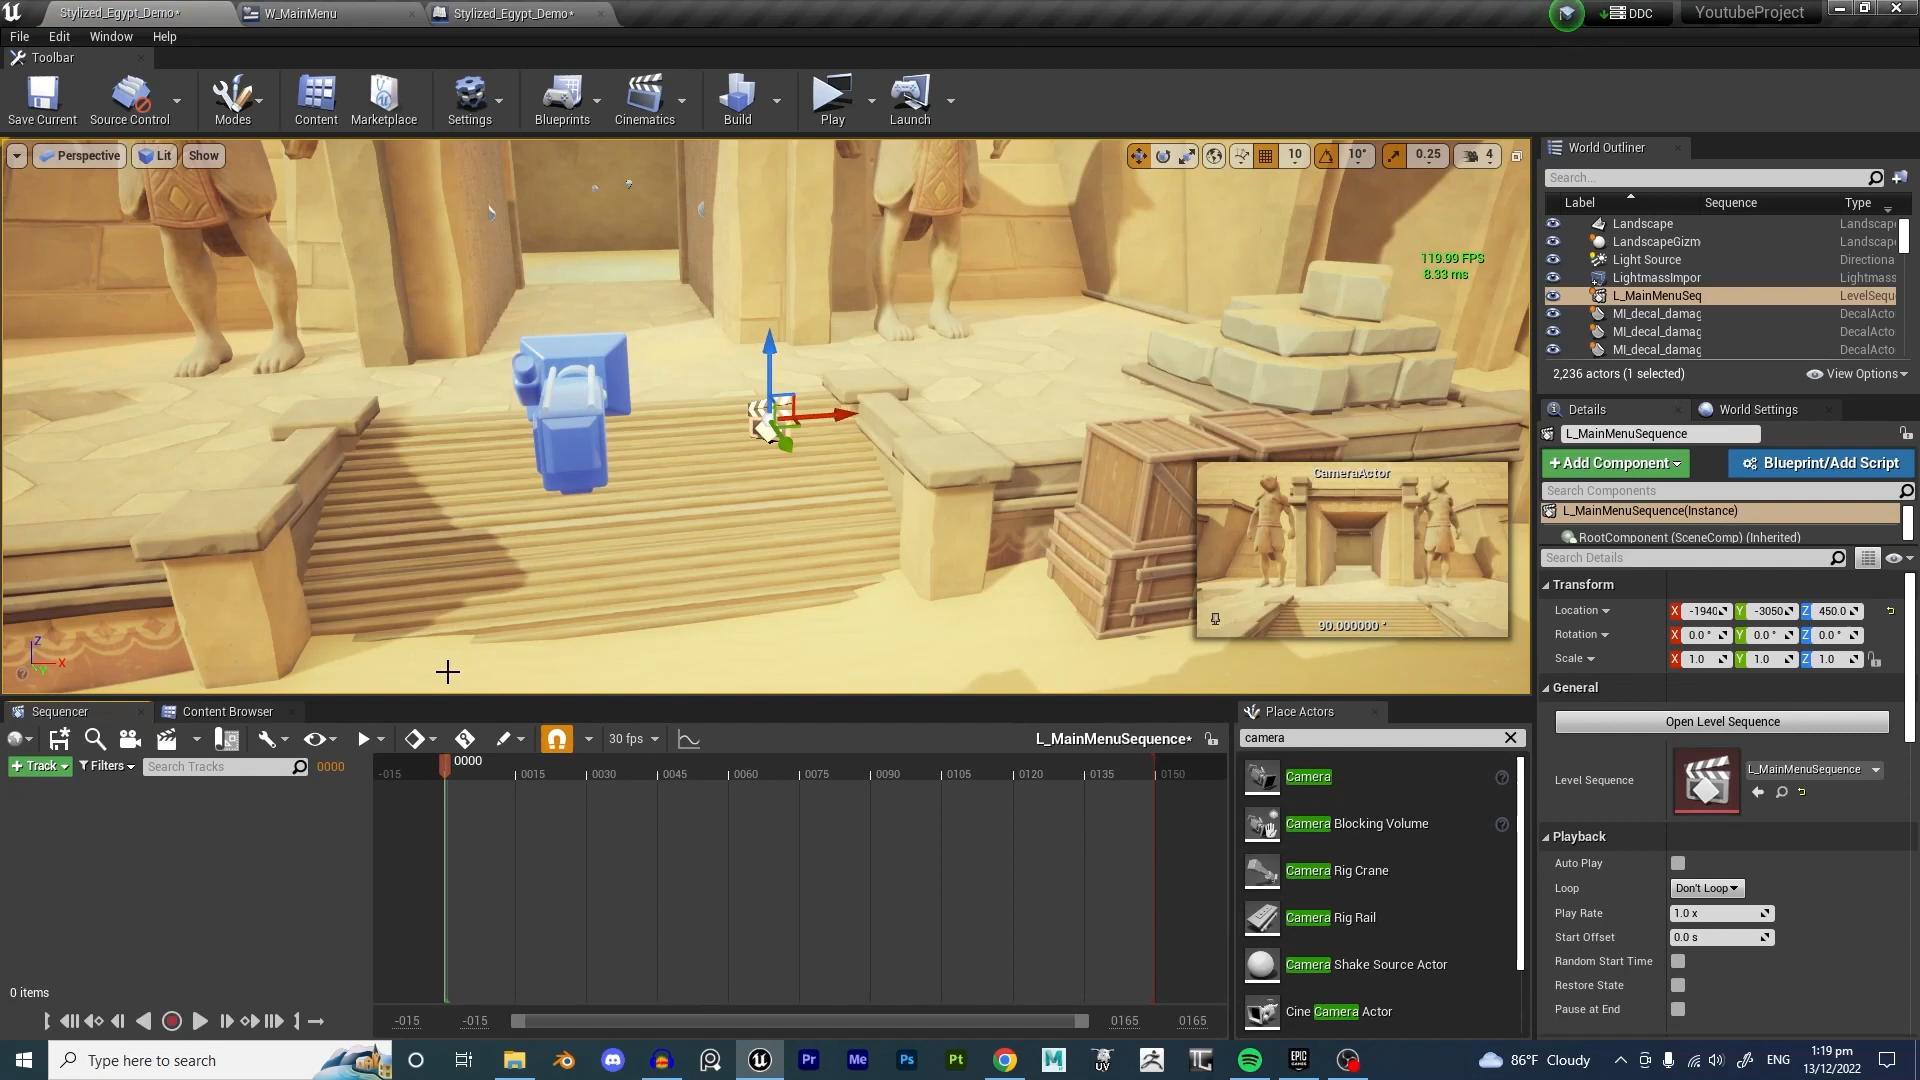 Stylized_Egypt_Demo*
W_MainMenu
Stylized_Egypt_Demo*
DDC
YoutubeProject
File Edit Window Help
Toolbar
Save Current
Source Control
Modes
Content
Marketplace
Settings
Blueprints
Cinematics
Build
Play
Launch
Perspective
Lit
Show
10
10°
0.25
4
119.99 FPS
8.33 ms
CameraActor
90.000000 °
Z
X
World Outliner
Search...
Label Sequence Type
Landscape Landscap
LandscapeGizm Landscap
Light Source Directiona
LightmassImpor Lightmass
L_MainMenuSeq LevelSequ
MI_decal_damag DecalActo
MI_decal_damag DecalActo
MI_decal_damag DecalActo
2,236 actors (1 selected)
View Options
Details
World Settings
L_MainMenuSequence
+Add Component
Blueprint/Add Script
Search Components
L_MainMenuSequence(Instance)
RootComponent (SceneComp) (Inherited)
Search Details
Transform
Location X -1940 Y -3050 Z 450.0
Rotation X 0.0 ° Y 0.0 ° Z 0.0 °
Scale X 1.0 Y 1.0 Z 1.0
General
Open Level Sequence
Level Sequence
L_MainMenuSequence
Playback
Auto Play
Loop Don't Loop
Play Rate 1.0 x
Start Offset 0.0 s
Random Start Time
Restore State
Pause at End
Sequencer
Content Browser
30 fps
L_MainMenuSequence*
+ Track
Filters
Search Tracks
0000
-015 0000 0015 0030 0045 0060 0075 0090 0105 0120 0135 0150
0 items
-015 -015 0165 0165
Place Actors
camera
Camera
Camera Blocking Volume
Camera Rig Crane
Camera Rig Rail
Camera Shake Source Actor
Cine Camera Actor
Type here to search
Pr
Me
Ps
Pt
M
UV
EPIC
86°F Cloudy
ENG
1:19 pm
13/12/2022